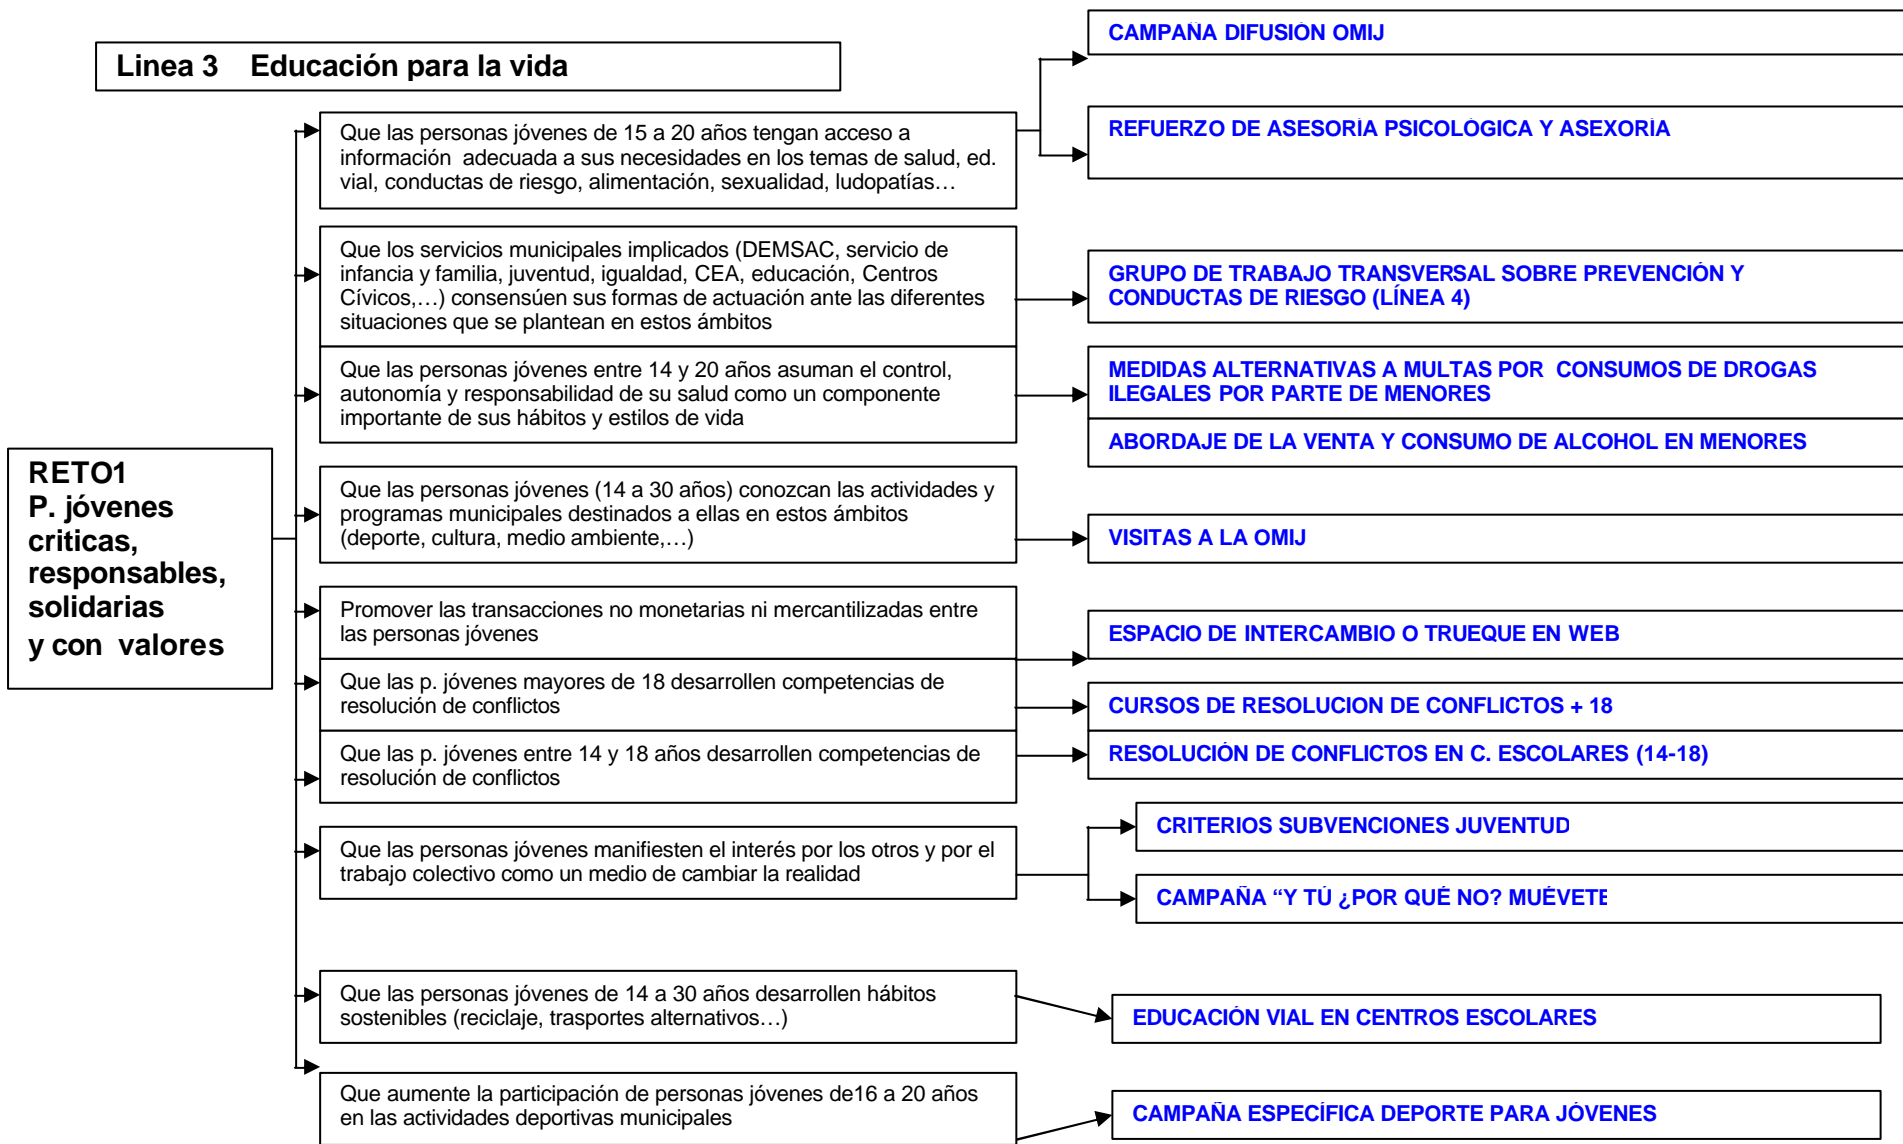 Linea 3 Educación para la vida
CAMPAÑA DIFUSIÓN OMIJ
REFUERZO DE ASESORÍA PSICOLÓGICA Y ASEXORÍA
Que las personas jóvenes de 15 a 20 años tengan acceso a
información adecuada a sus necesidades en los temas de salud, ed.
vial, conductas de riesgo, alimentación, sexualidad, ludopatías…
Que los servicios municipales implicados (DEMSAC, servicio de
infancia y familia, juventud, igualdad, CEA, educación, Centros
Cívicos,…) consensúen sus formas de actuación ante las diferentes
situaciones que se plantean en estos ámbitos
GRUPO DE TRABAJO TRANSVERSAL SOBRE PREVENCIÓN Y
CONDUCTAS DE RIESGO (LÍNEA 4)
Que las personas jóvenes entre 14 y 20 años asuman el control,
autonomía y responsabilidad de su salud como un componente
importante de sus hábitos y estilos de vida
MEDIDAS ALTERNATIVAS A MULTAS POR CONSUMOS DE DROGAS
ILEGALES POR PARTE DE MENORES
ABORDAJE DE LA VENTA Y CONSUMO DE ALCOHOL EN MENORES
RETO1
P. jóvenes
criticas,
responsables,
solidarias
y con valores
Que las personas jóvenes (14 a 30 años) conozcan las actividades y
programas municipales destinados a ellas en estos ámbitos
(deporte, cultura, medio ambiente,…)
VISITAS A LA OMIJ
Promover las transacciones no monetarias ni mercantilizadas entre
las personas jóvenes
ESPACIO DE INTERCAMBIO O TRUEQUE EN WEB
Que las p. jóvenes mayores de 18 desarrollen competencias de
resolución de conflictos
CURSOS DE RESOLUCION DE CONFLICTOS + 18
Que las p. jóvenes entre 14 y 18 años desarrollen competencias de
resolución de conflictos
RESOLUCIÓN DE CONFLICTOS EN C. ESCOLARES (14-18)
Que las personas jóvenes manifiesten el interés por los otros y por el
trabajo colectivo como un medio de cambiar la realidad
CRITERIOS SUBVENCIONES JUVENTUD
CAMPAÑA “Y TÚ ¿POR QUÉ NO? MUÉVETE
Que las personas jóvenes de 14 a 30 años desarrollen hábitos
sostenibles (reciclaje, trasportes alternativos…)
EDUCACIÓN VIAL EN CENTROS ESCOLARES
Que aumente la participación de personas jóvenes de16 a 20 años
en las actividades deportivas municipales
CAMPAÑA ESPECÍFICA DEPORTE PARA JÓVENES